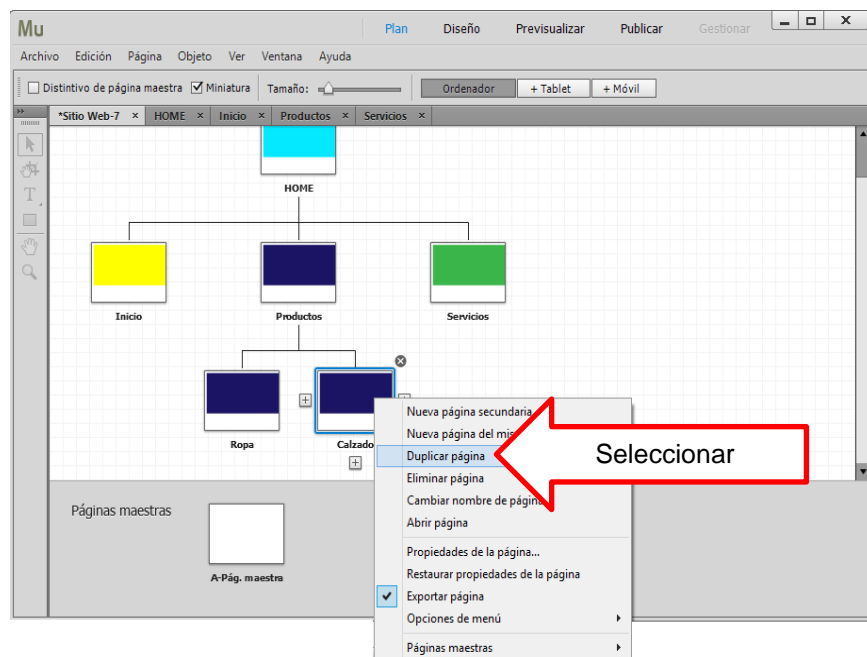 Mu
Plan Diseño Previsualizar Publicar Gestionar
Archivo Edición Página Objeto Ver Ventana Ayuda
Distintivo de página maestra Miniatura Tamaño: Ordenador + Tablet + Móvil
*Sitio Web-7 × HOME × Inicio × Productos × Servicios ×
HOME
Inicio Productos Servicios
Ropa Calzado
Nueva página secundaria
Nueva página del
Duplicar página
Seleccionar
Eliminar página
Cambiar nombre de página
Abrir página
Propiedades de la página...
Restaurar propiedades de la página
Exportar página
Opciones de menú
Páginas maestras
Páginas maestras
A-Pág. maestra